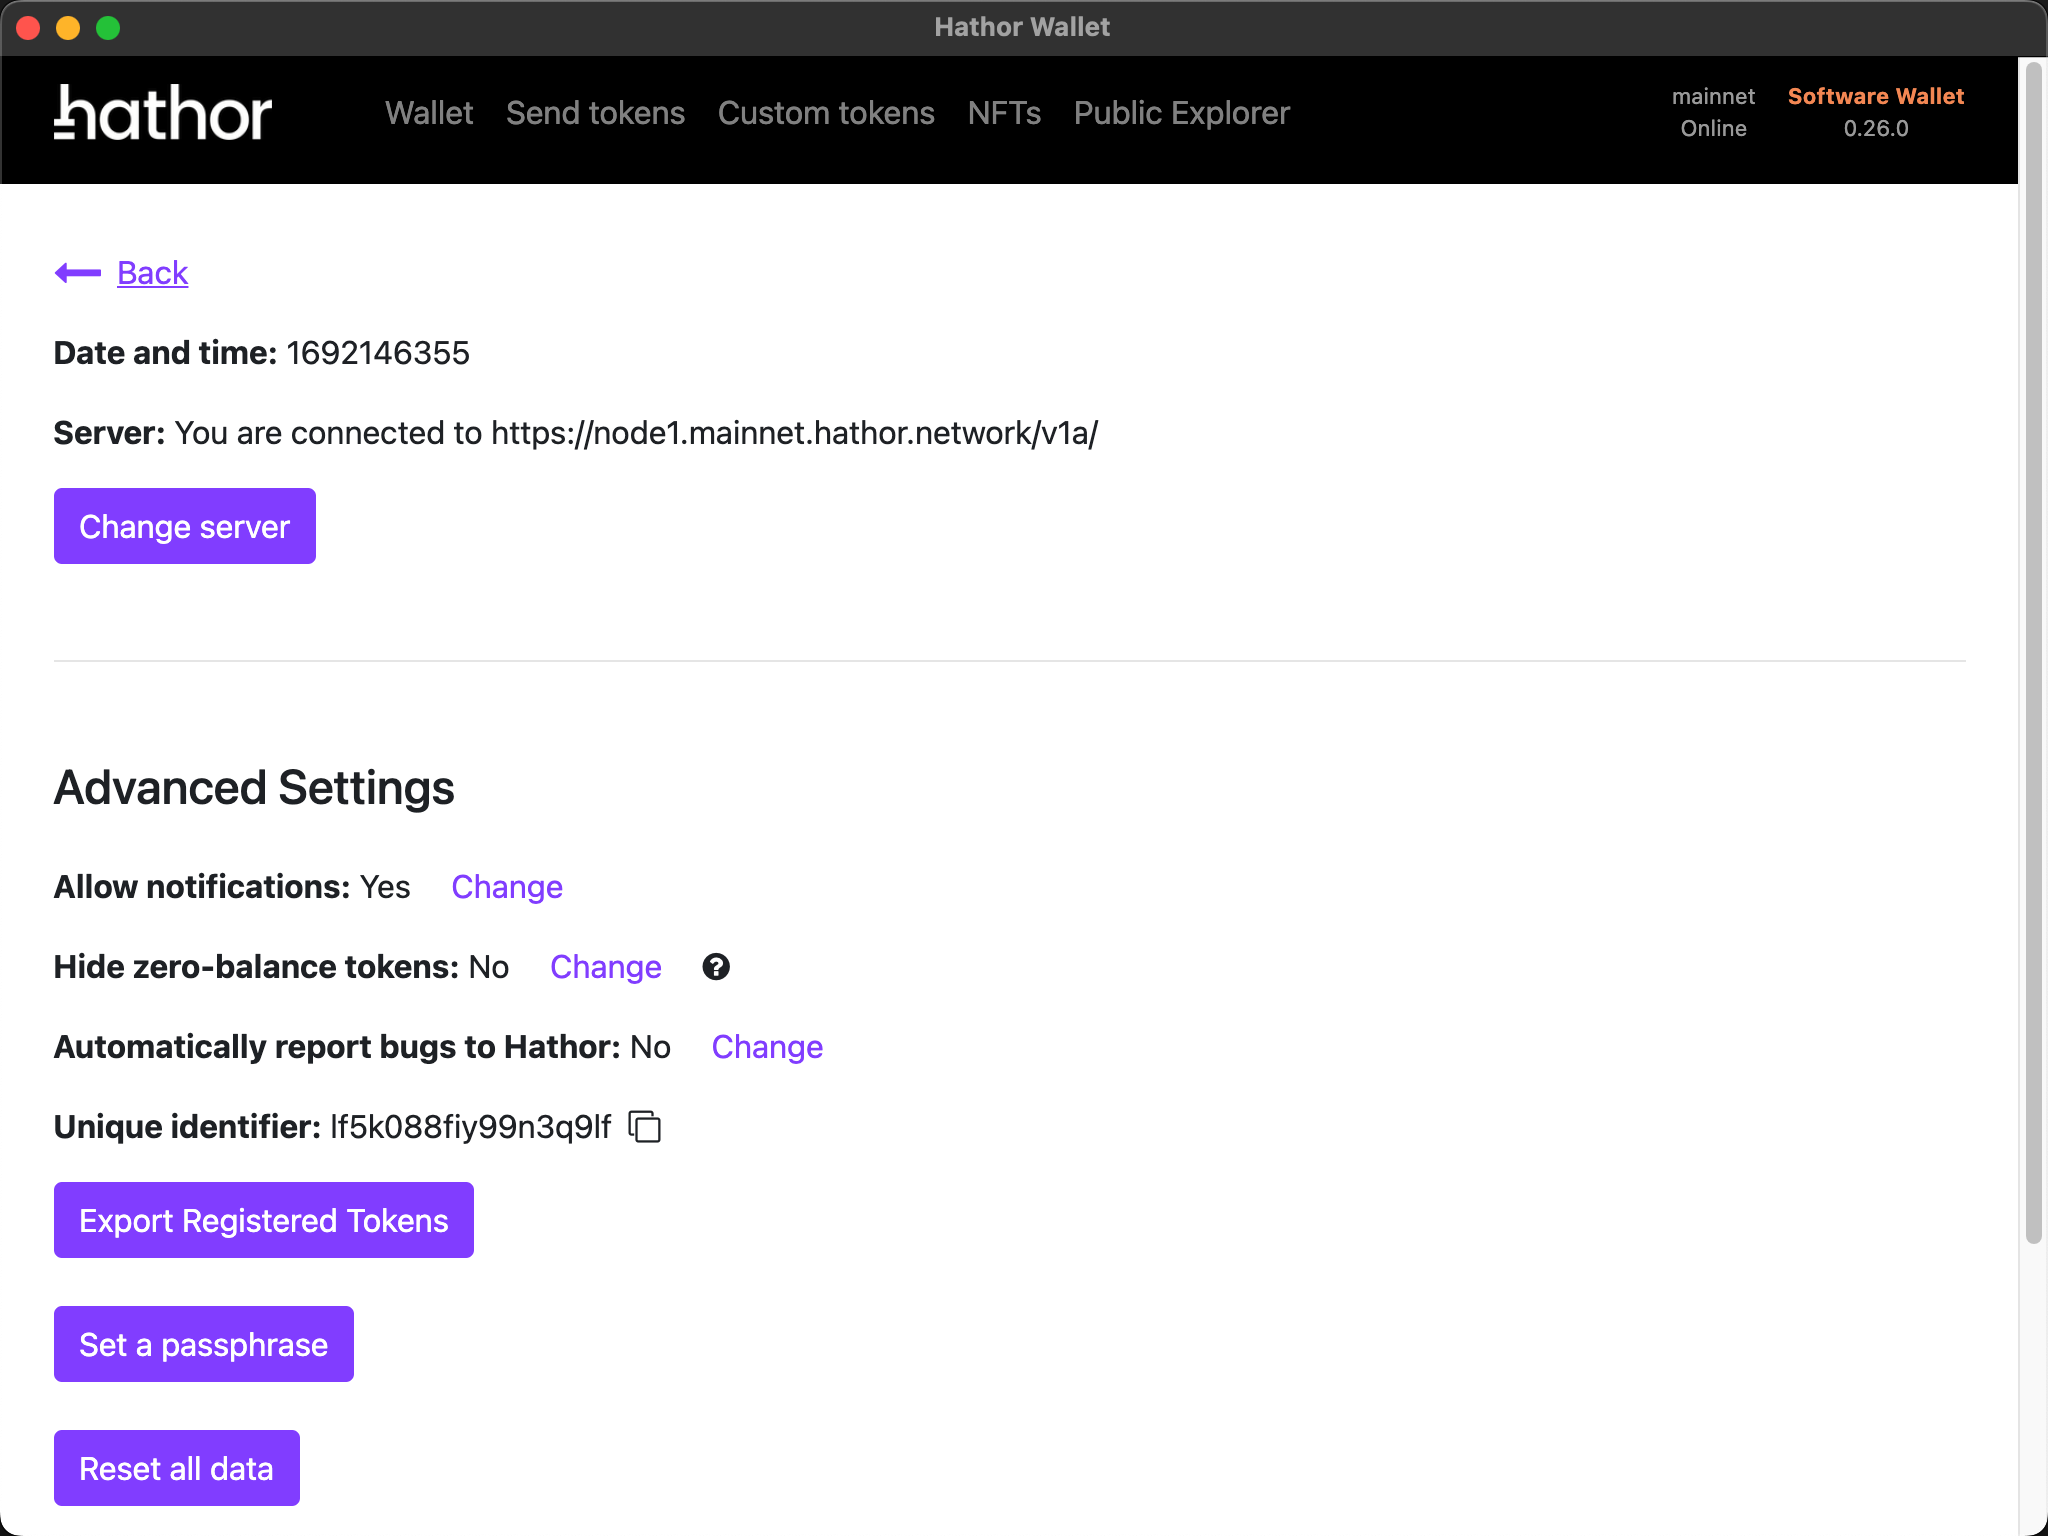 Hathor Wallet
hathor
Wallet Send tokens Custom tokens NFTs Public Explorer
mainnet Software Wallet
Online 0.26.0
Back
Date and time: 1692146355
Server: You are connected to https://node1.mainnet.hathor.network/v1a/
Change server
Advanced Settings
Allow notifications: Yes Change
Hide zero-balance tokens: No Change ?
Automatically report bugs to Hathor: No Change
Unique identifier: lf5k088fiy99n3q9lf
Export Registered Tokens
Set a passphrase
Reset all data